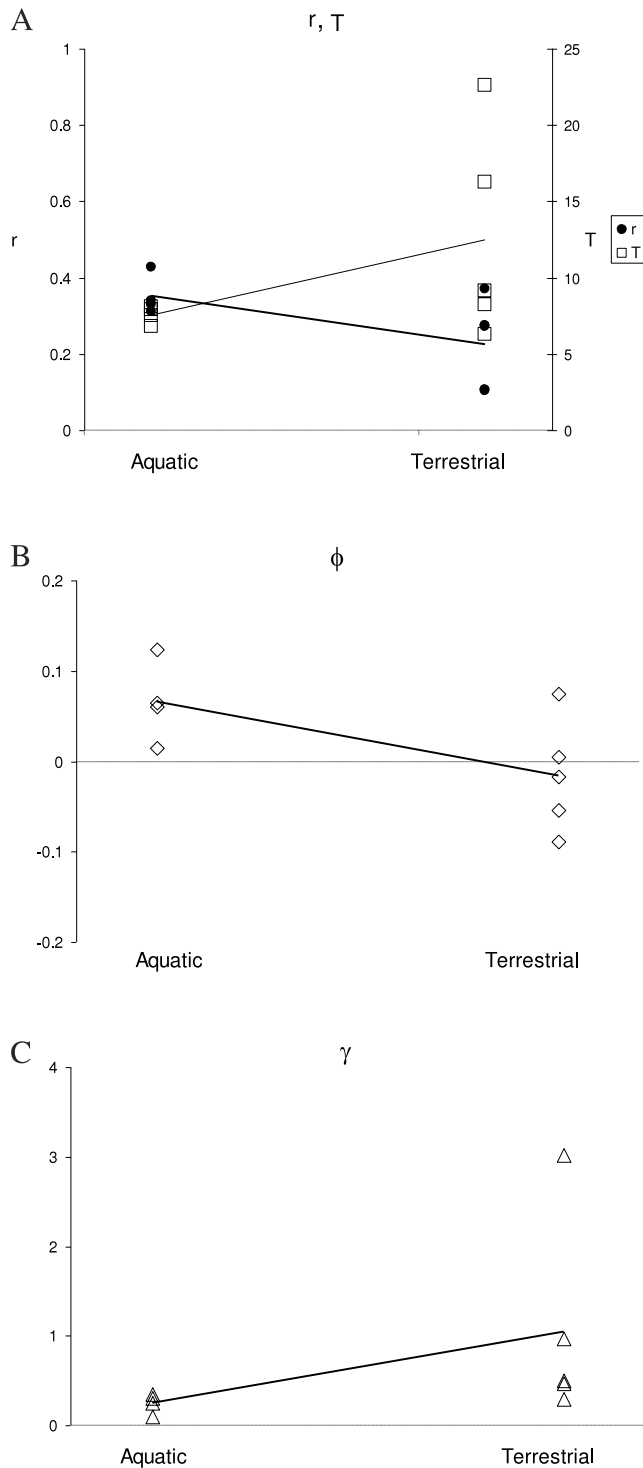 A
r, T
1
0.8
0.6
0.4
0.2
0
r
25
20
15
10
5
0
T
r
T
Aquatic
Terrestrial
B
ϕ
0.2
0.1
0
-0.1
-0.2
Aquatic
Terrestrial
C
γ
4
3
2
1
0
Aquatic
Terrestrial